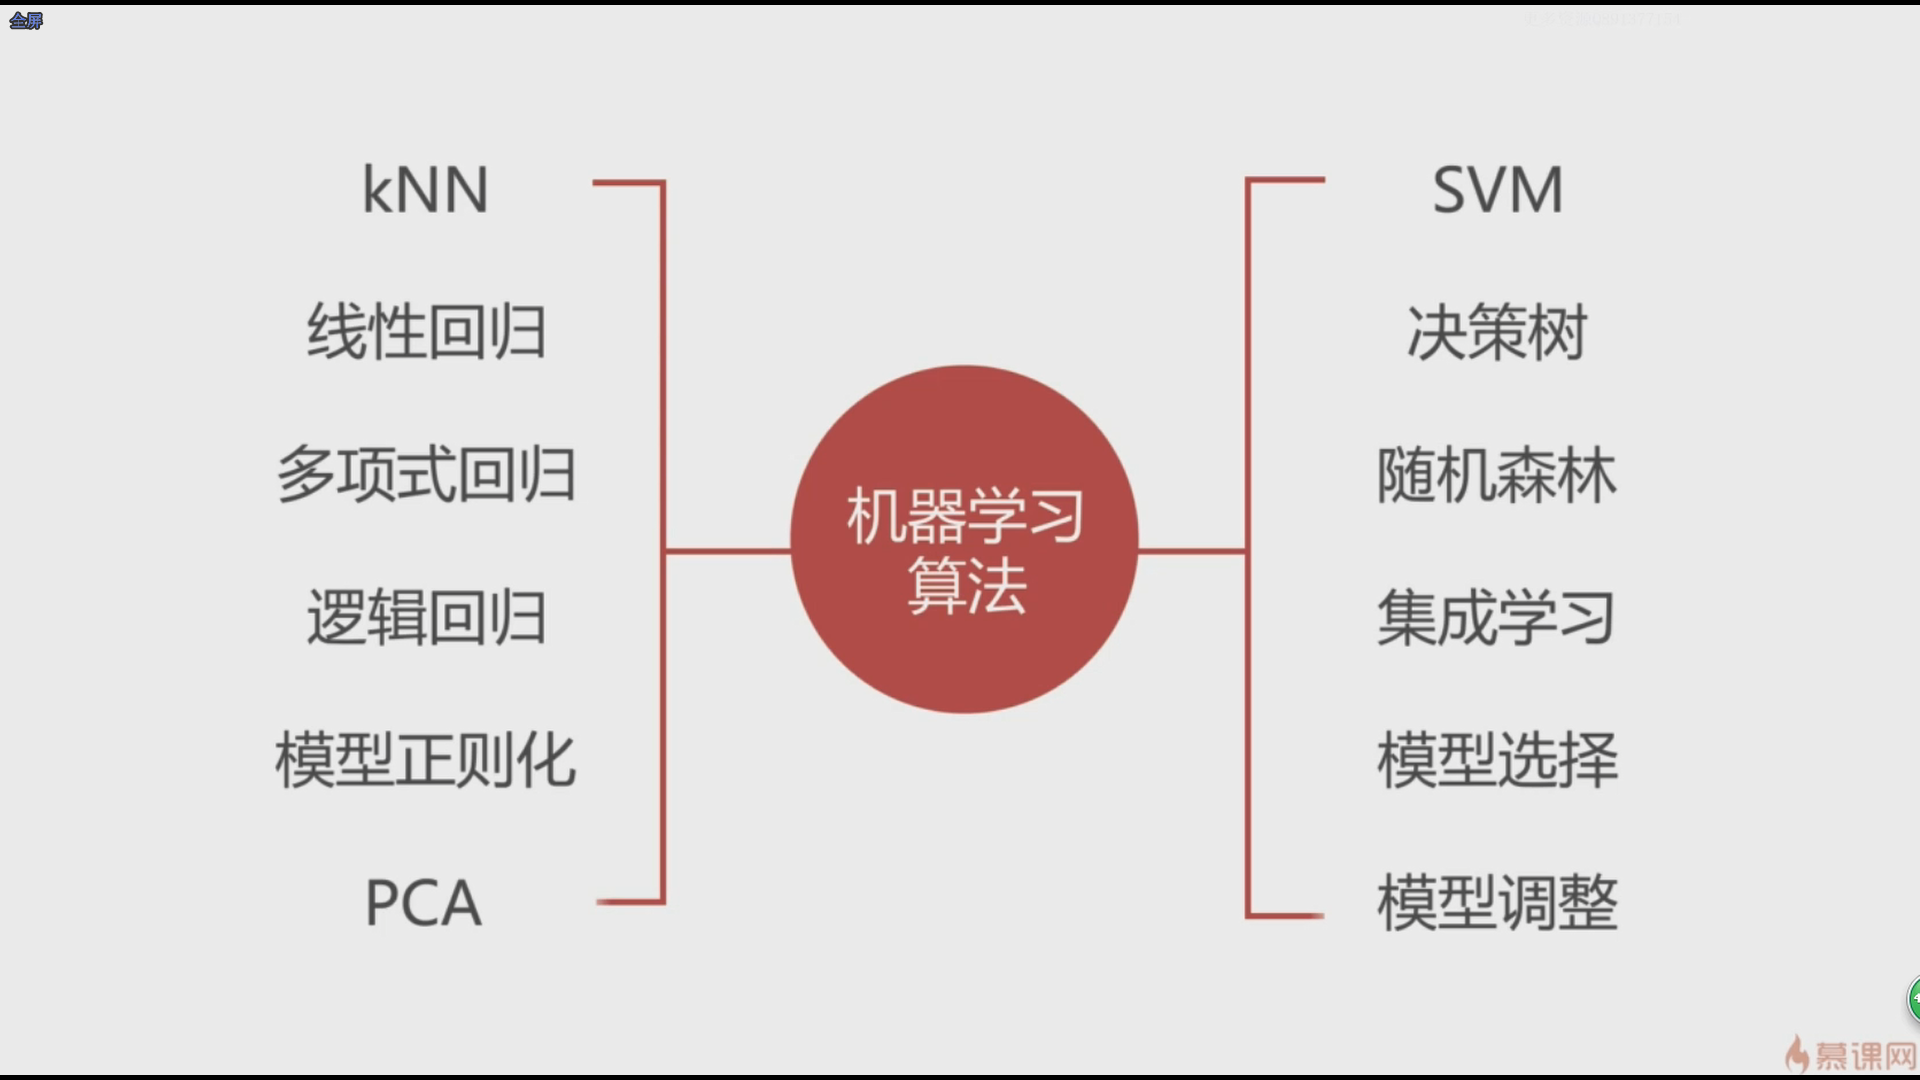 全屏
kNN
线性回归
多项式回归
逻辑回归
模型正则化
PCA
机器学习
算法
SVM
决策树
随机森林
集成学习
模型选择
模型调整
慕课网